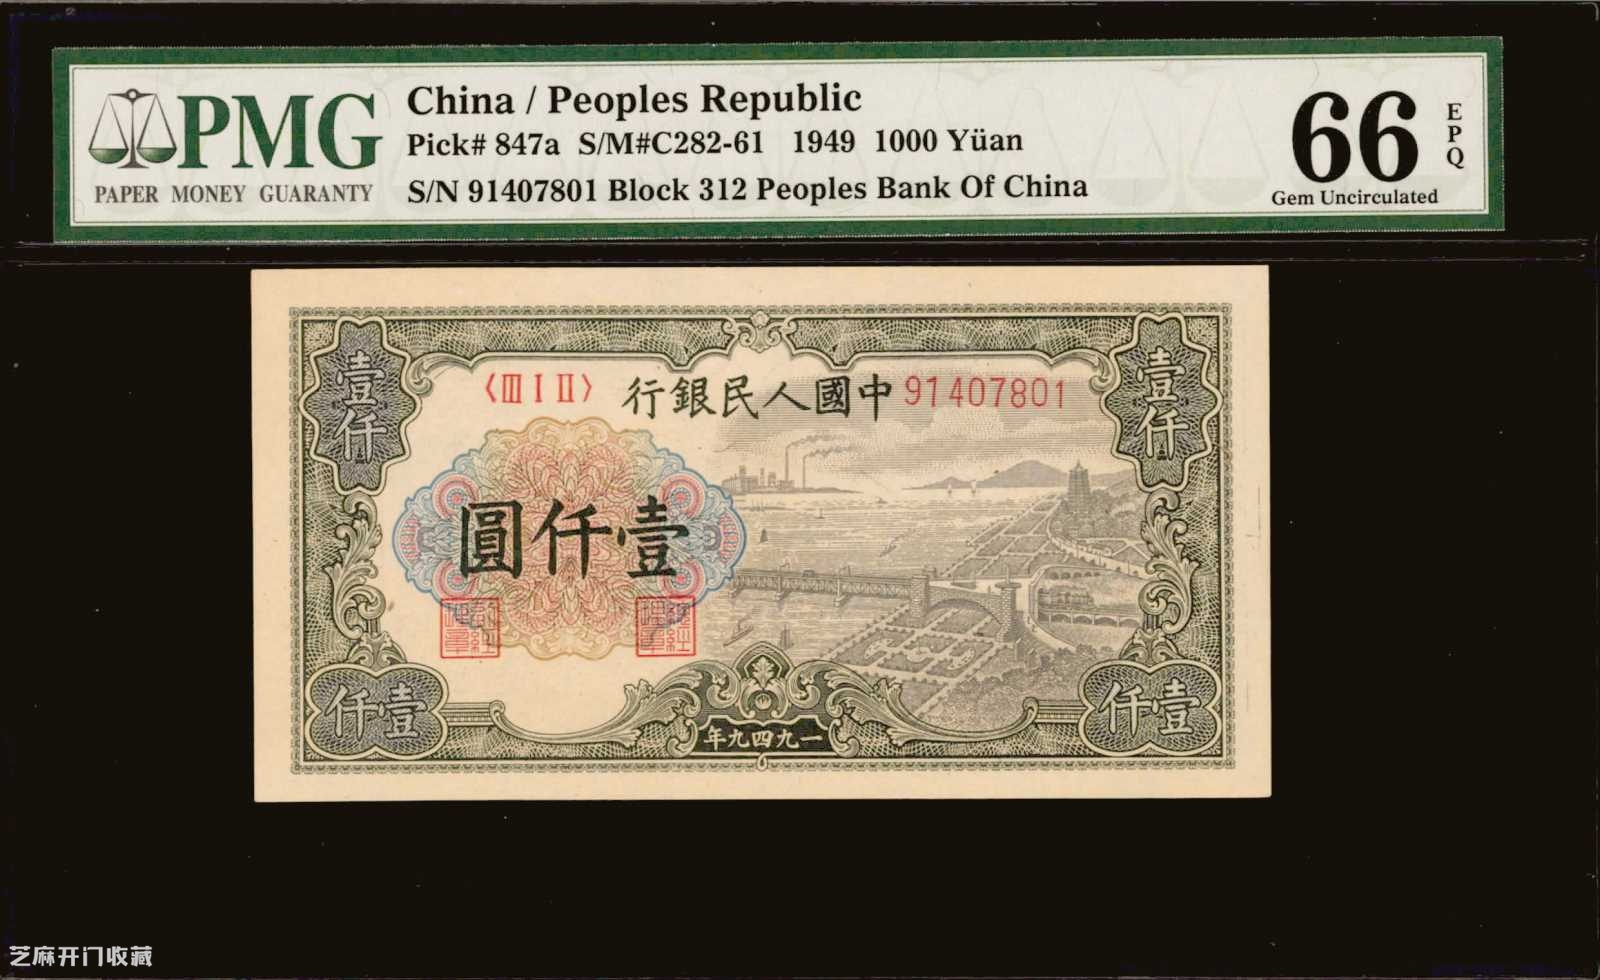 PMG
PAPER MONEY GUARANTY
China / Peoples Republic
Pick# 847a S/M#C282-61 1949 1000 Yüan
S/N 91407801 Block 312 Peoples Bank Of China
66
EPQ
Gem Uncirculated
壹仟
〈III I II〉
行銀民人國中
91407801
壹仟
圓仟壹
仟壹
年九四九一
仟壹
芝麻开门收藏